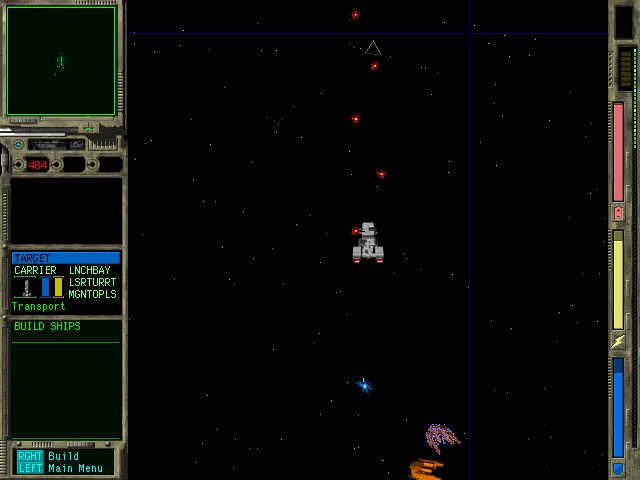 484
TARGET
CARRIER LNCHBAY
LSRTURRT
MGNTOPLS
Transport
BUILD SHIPS
RGHT Build
LEFT Main Menu